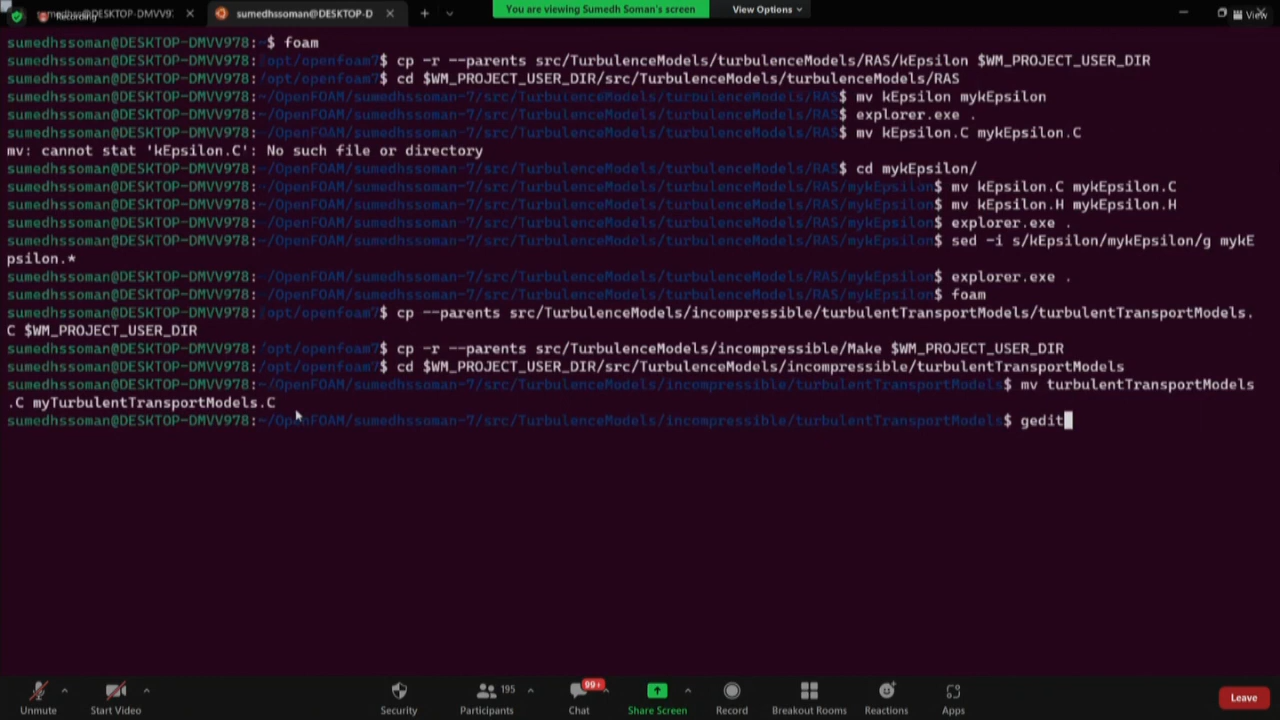 Recording
sumedhssoman@DESKTOP-DMVV97
sumedhssoman@DESKTOP-D
You are viewing Sumedh Soman's screen
View Options
View
sumedhssoman@DESKTOP-DMVV978:~$ foam
sumedhssoman@DESKTOP-DMVV978:/opt/openfoam7$ cp -r --parents src/TurbulenceModels/turbulenceModels/RAS/kEpsilon $WM_PROJECT_USER_DIR
sumedhssoman@DESKTOP-DMVV978:/opt/openfoam7$ cd $WM_PROJECT_USER_DIR/src/TurbulenceModels/turbulenceModels/RAS
sumedhssoman@DESKTOP-DMVV978:~/OpenFOAM/sumedhssoman-7/src/TurbulenceModels/turbulenceModels/RAS$ mv kEpsilon mykEpsilon
sumedhssoman@DESKTOP-DMVV978:~/OpenFOAM/sumedhssoman-7/src/TurbulenceModels/turbulenceModels/RAS$ explorer.exe .
sumedhssoman@DESKTOP-DMVV978:~/OpenFOAM/sumedhssoman-7/src/TurbulenceModels/turbulenceModels/RAS$ mv kEpsilon.C mykEpsilon.C
mv: cannot stat 'kEpsilon.C': No such file or directory
sumedhssoman@DESKTOP-DMVV978:~/OpenFOAM/sumedhssoman-7/src/TurbulenceModels/turbulenceModels/RAS$ cd mykEpsilon/
sumedhssoman@DESKTOP-DMVV978:~/OpenFOAM/sumedhssoman-7/src/TurbulenceModels/turbulenceModels/RAS/mykEpsilon$ mv kEpsilon.C mykEpsilon.C
sumedhssoman@DESKTOP-DMVV978:~/OpenFOAM/sumedhssoman-7/src/TurbulenceModels/turbulenceModels/RAS/mykEpsilon$ mv kEpsilon.H mykEpsilon.H
sumedhssoman@DESKTOP-DMVV978:~/OpenFOAM/sumedhssoman-7/src/TurbulenceModels/turbulenceModels/RAS/mykEpsilon$ explorer.exe .
sumedhssoman@DESKTOP-DMVV978:~/OpenFOAM/sumedhssoman-7/src/TurbulenceModels/turbulenceModels/RAS/mykEpsilon$ sed -i s/kEpsilon/mykEpsilon/g mykE
psilon.*
sumedhssoman@DESKTOP-DMVV978:~/OpenFOAM/sumedhssoman-7/src/TurbulenceModels/turbulenceModels/RAS/mykEpsilon$ explorer.exe .
sumedhssoman@DESKTOP-DMVV978:~/OpenFOAM/sumedhssoman-7/src/TurbulenceModels/turbulenceModels/RAS/mykEpsilon$ foam
sumedhssoman@DESKTOP-DMVV978:/opt/openfoam7$ cp --parents src/TurbulenceModels/incompressible/turbulentTransportModels/turbulentTransportModels.
C $WM_PROJECT_USER_DIR
sumedhssoman@DESKTOP-DMVV978:/opt/openfoam7$ cp -r --parents src/TurbulenceModels/incompressible/Make $WM_PROJECT_USER_DIR
sumedhssoman@DESKTOP-DMVV978:/opt/openfoam7$ cd $WM_PROJECT_USER_DIR/src/TurbulenceModels/incompressible/turbulentTransportModels
sumedhssoman@DESKTOP-DMVV978:~/OpenFOAM/sumedhssoman-7/src/TurbulenceModels/incompressible/turbulentTransportModels$ mv turbulentTransportModels
.C myTurbulentTransportModels.C
sumedhssoman@DESKTOP-DMVV978:~/OpenFOAM/sumedhssoman-7/src/TurbulenceModels/incompressible/turbulentTransportModels$ gedit
195
99+
Unmute
Start Video
Security
Participants
Chat
Share Screen
Record
Breakout Rooms
Reactions
Apps
Leave